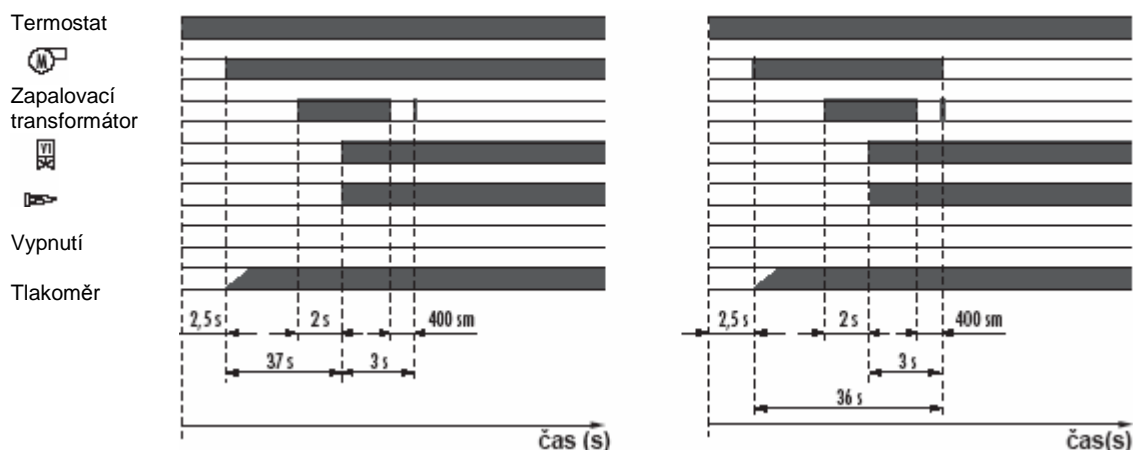 Termostat
M
Zapalovací
transformátor
V1
Vypnutí
Tlakoměr
2,5 s 2 s 400 sm
37 s 3 s
čas (s)
2,5 s 2 s 400 sm
3 s
36 s
čas(s)